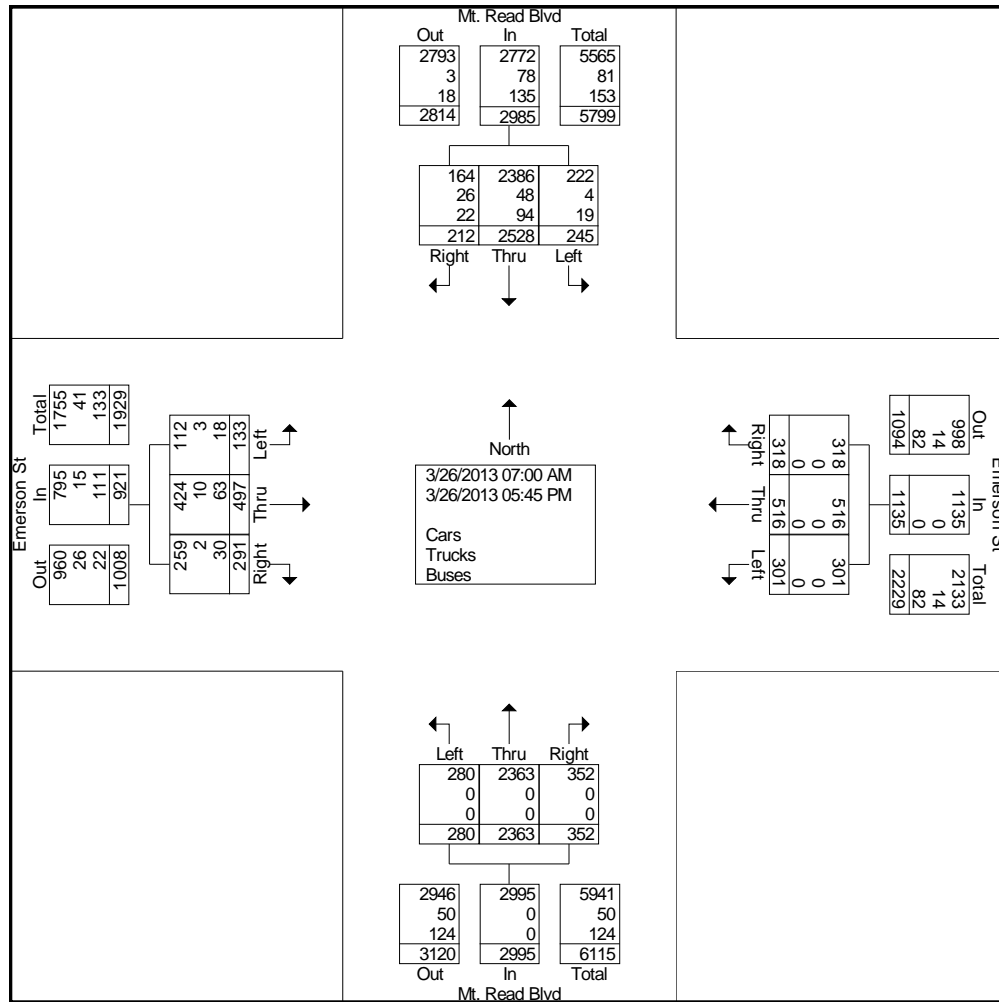 Mt. Read Blvd
Out In Total
2793 2772 5565
3 78 81
18 135 153
2814 2985 5799
164 2386 222
26 48 4
22 94 19
212 2528 245
Right Thru Left
Emerson St
Total
1755
41
133
1929
In
795
15
111
921
Out
960
26
22
1008
112
3
18
133
Left
424
10
63
497
Thru
259
2
30
291
Right
North
3/26/2013 07:00 AM
3/26/2013 05:45 PM
Cars
Trucks
Buses
Right
318
0
0
318
Thru
516
0
0
516
Left
301
0
0
301
Out
998
14
82
1094
In
1135
0
0
1135
Total
2133
14
82
2229
Emerson St
Left Thru Right
280 2363 352
0 0 0
0 0 0
280 2363 352
2946 2995 5941
50 0 50
124 0 124
3120 2995 6115
Out In Total
Mt. Read Blvd